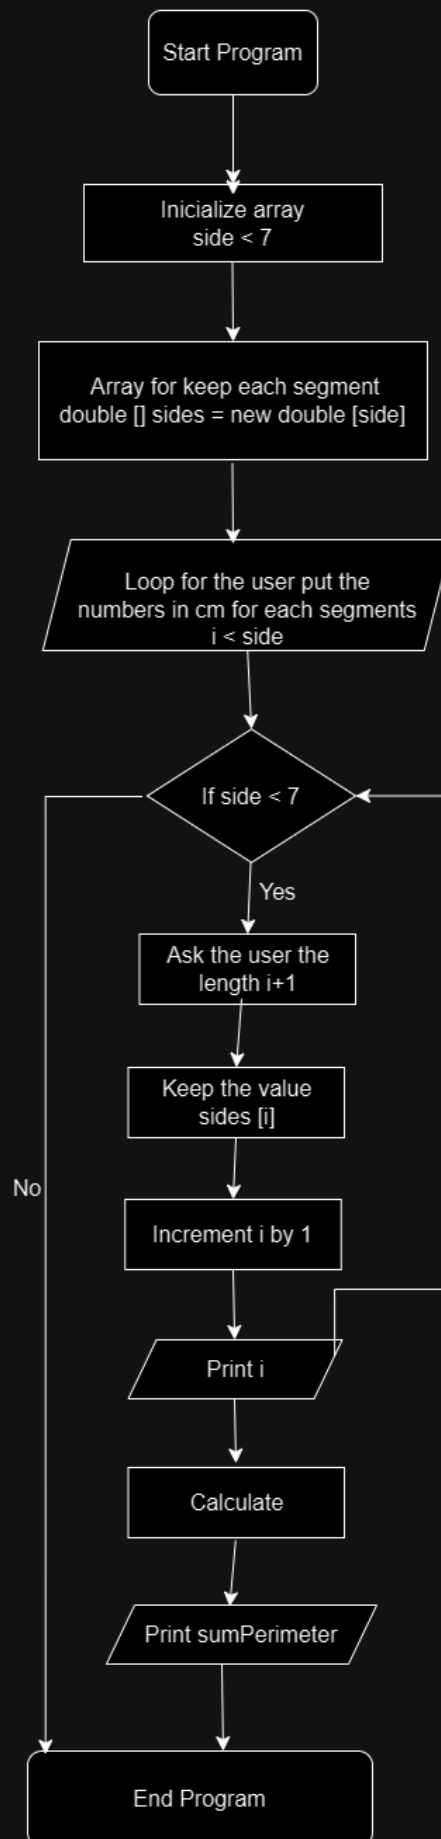 Start Program
Inicialize array
side < 7
Array for keep each segment
double [] sides = new double [side]
Loop for the user put the
numbers in cm for each segments
i < side
If side < 7
Yes
Ask the user the
length i+1
Keep the value
sides [i]
No
Increment i by 1
Print i
Calculate
Print sumPerimeter
End Program